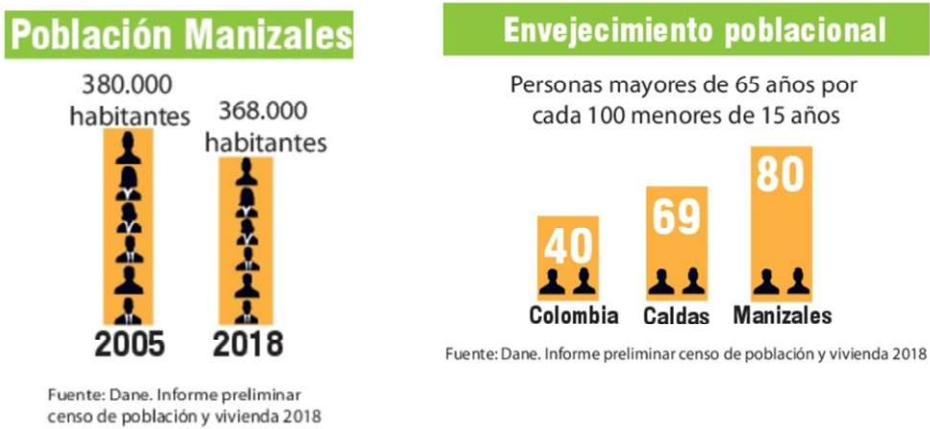 Población Manizales
380.000
habitantes
368.000
habitantes
2005
2018
Fuente: Dane. Informe preliminar
censo de población y vivienda 2018
Envejecimiento poblacional
Personas mayores de 65 años por
cada 100 menores de 15 años
40
69
80
Colombia
Caldas
Manizales
Fuente: Dane. Informe preliminar censo de población y vivienda 2018